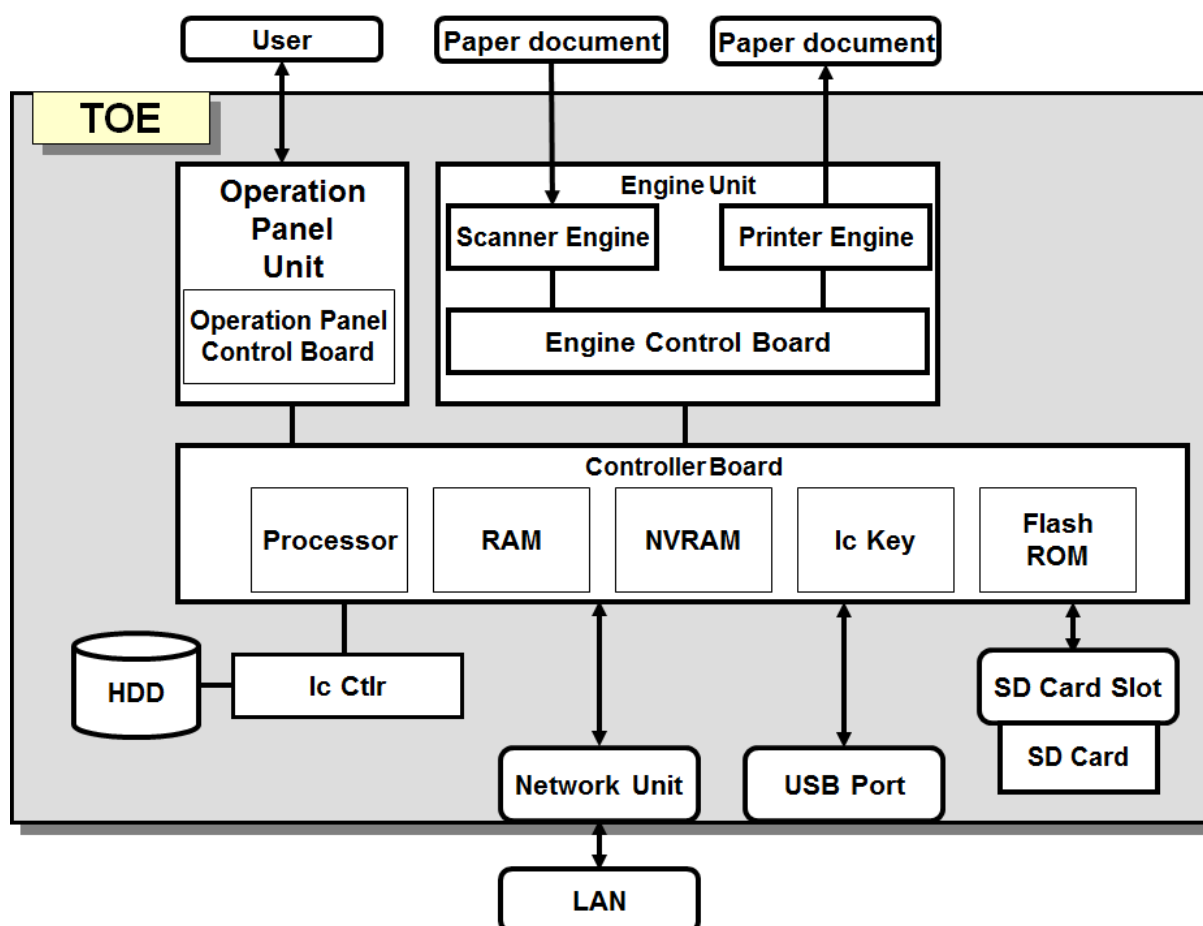 User
Paper document
Paper document
TOE
Operation
Panel
Unit
Operation Panel
Control Board
Engine Unit
Scanner Engine
Printer Engine
Engine Control Board
Controller Board
Processor
RAM
NVRAM
Ic Key
Flash
ROM
HDD
Ic Ctlr
SD Card Slot
SD Card
Network Unit
USB Port
LAN